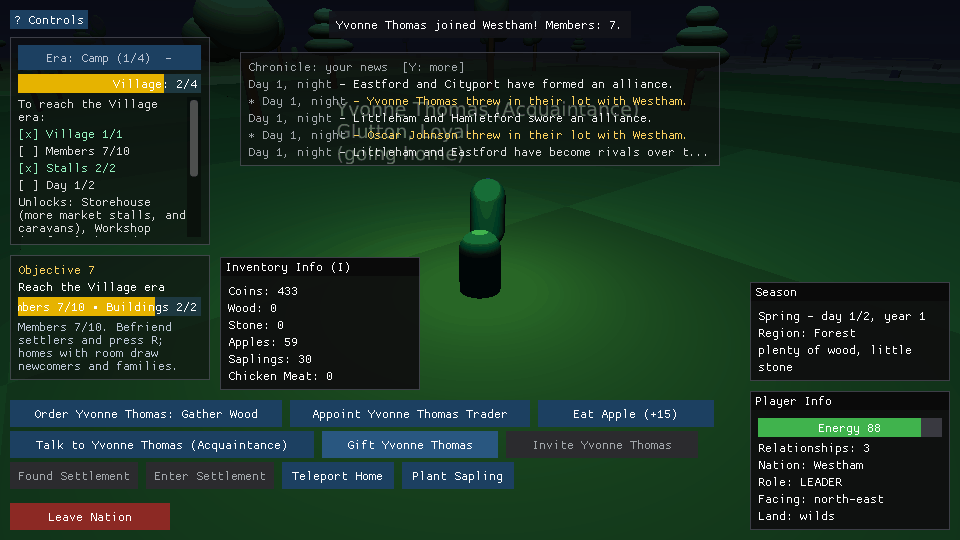 ? Controls
Yvonne Thomas joined Westham! Members: 7.
Era: Camp (1/4) –
Village: 2/4
To reach the Village
era:
[x] Village 1/1
[ ] Members 7/10
[x] Stalls 2/2
[ ] Day 1/2
Unlocks: Storehouse
(more market stalls, and
caravans), Workshop
Chronicle: your news [Y: more]
Day 1, night – Eastford and Cityport have formed an alliance.
* Day 1, night – Yvonne Thomas threw in their lot with Westham.
Day 1, night – Littleham and Hamletford swore an alliance.
* Day 1, night – Oscar Johnson threw in their lot with Westham.
Day 1, night – Littleham and Eastford have become rivals over t...
Yvonne Thomas (Acquaintance)
Glutton, Loyal
(going home)
Objective 7
Reach the Village era
mbers 7/10 • Buildings 2/2
Members 7/10. Befriend
settlers and press R;
homes with room draw
newcomers and families.
Inventory Info (I)
Coins: 433
Wood: 0
Stone: 0
Apples: 59
Saplings: 30
Chicken Meat: 0
Season
Spring – day 1/2, year 1
Region: Forest
plenty of wood, little
stone
Player Info
Energy 88
Relationships: 3
Nation: Westham
Role: LEADER
Facing: north-east
Land: wilds
Order Yvonne Thomas: Gather Wood
Appoint Yvonne Thomas Trader
Eat Apple (+15)
Talk to Yvonne Thomas (Acquaintance)
Gift Yvonne Thomas
Invite Yvonne Thomas
Found Settlement
Enter Settlement
Teleport Home
Plant Sapling
Leave Nation